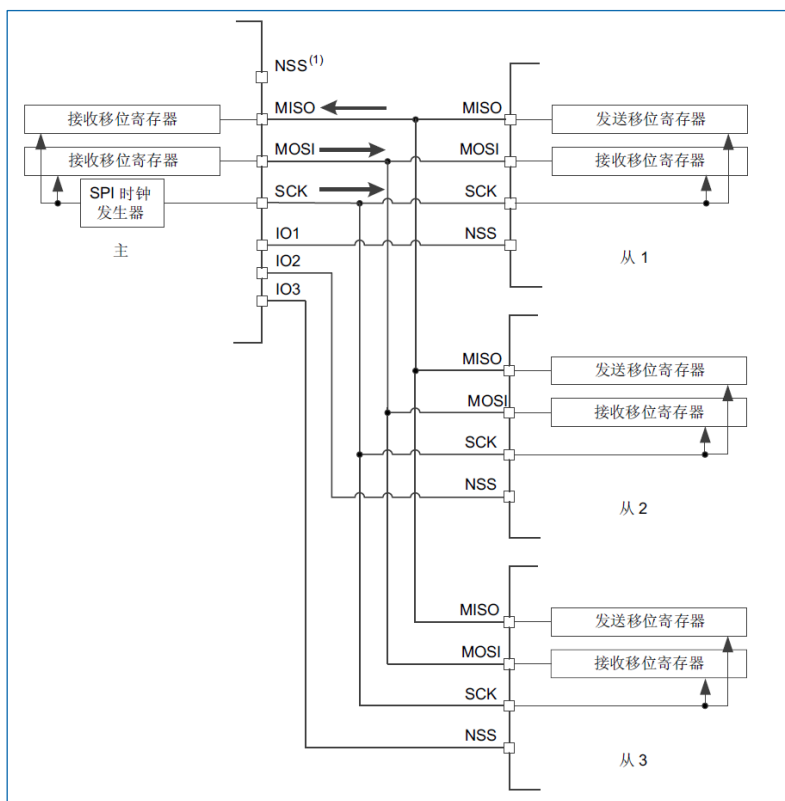 NSS(1)
MISO
MISO
接收移位寄存器
发送移位寄存器
MOSI
MOSI
接收移位寄存器
接收移位寄存器
SPI 时钟
发生器
SCK
SCK
主
IO1
NSS
从 1
IO2
IO3
MISO
发送移位寄存器
MOSI
接收移位寄存器
SCK
NSS
从 2
MISO
发送移位寄存器
MOSI
接收移位寄存器
SCK
NSS
从 3